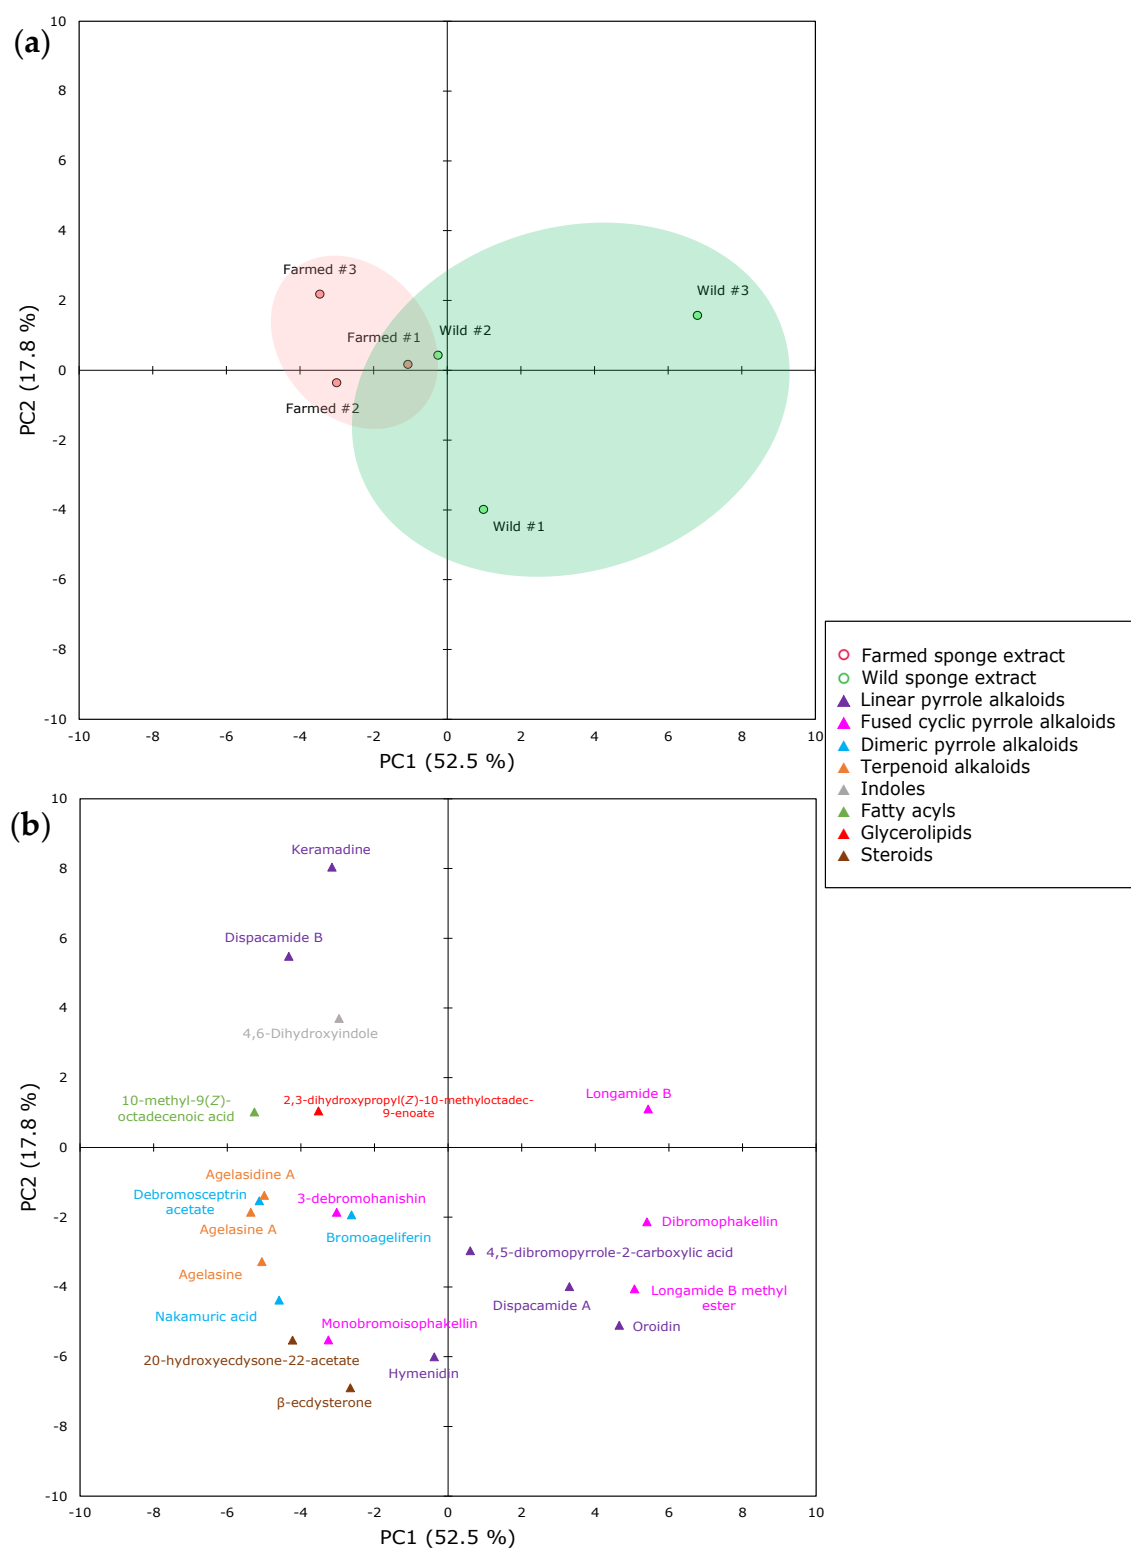 (a)
10
8
6
4
2
0
-2
-4
-6
-8
-10
PC2 (17.8 %)
Farmed #3
Farmed #1
Wild #2
Farmed #2
Wild #3
Wild #1
-10 -8 -6 -4 -2 0 2 4 6 8 10
PC1 (52.5 %)
Farmed sponge extract
Wild sponge extract
Linear pyrrole alkaloids
Fused cyclic pyrrole alkaloids
Dimeric pyrrole alkaloids
Terpenoid alkaloids
Indoles
Fatty acyls
Glycerolipids
Steroids
(b)
10
8
6
4
2
0
-2
-4
-6
-8
-10
PC2 (17.8 %)
Keramadine
Dispacamide B
4,6-Dihydroxyindole
10-methyl-9(Z)-
octadecenoic acid
2,3-dihydroxypropyl(Z)-10-methyloctadec-
9-enoate
Longamide B
Agelasidine A
Debromosceptrin
acetate
3-debromohanishin
Agelasine A
Bromoageliferin
Dibromophakellin
4,5-dibromopyrrole-2-carboxylic acid
Agelasine
Dispacamide A
Longamide B methyl
ester
Nakamuric acid
Monobromoisophakellin
Oroidin
20-hydroxyecdysone-22-acetate
Hymenidin
β-ecdysterone
-10 -8 -6 -4 -2 0 2 4 6 8 10
PC1 (52.5 %)